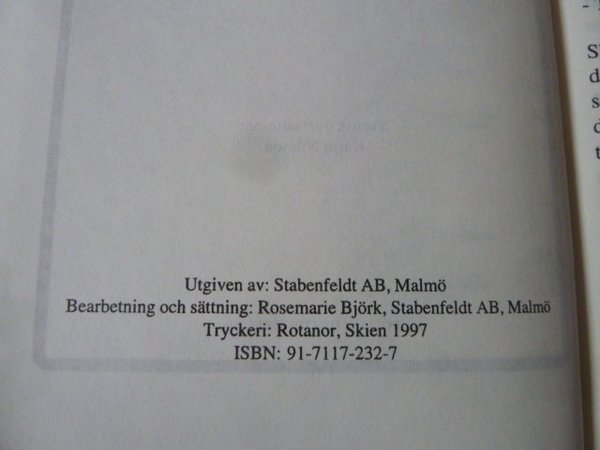 Utgiven av: Stabenfeldt AB, Malmö
Bearbetning och sättning: Rosemarie Björk, Stabenfeldt AB, Malmö
Tryckeri: Rotanor, Skien 1997
ISBN: 91-7117-232-7